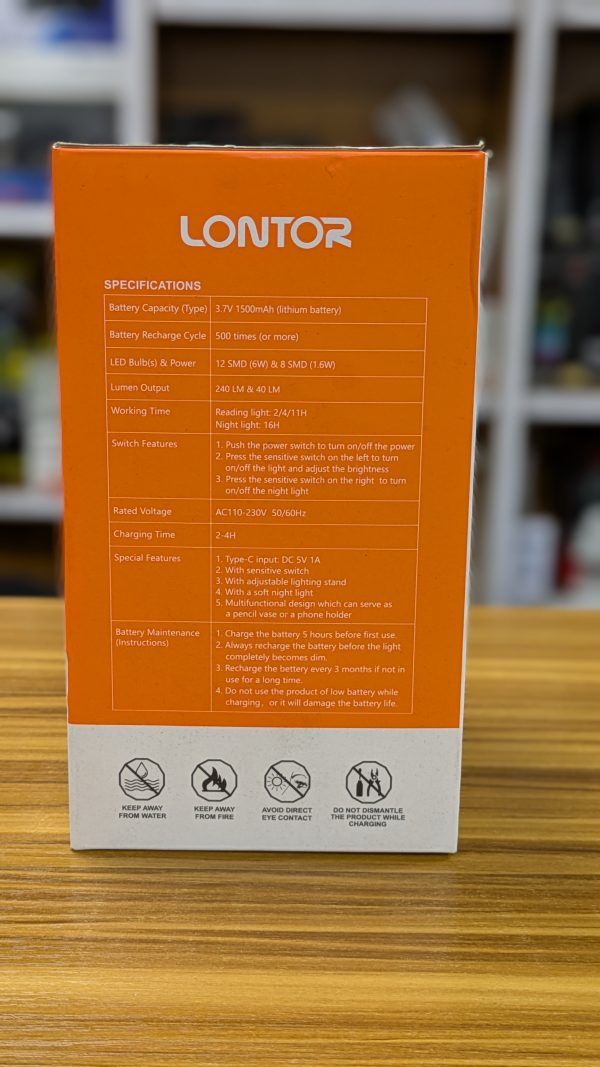 LONTOR
SPECIFICATIONS
Battery Capacity (Type) 3.7V 1500mAh (lithium battery)
Battery Recharge Cycle 500 times (or more)
LED Bulb(s) & Power 12 SMD (6W) & 8 SMD (1.6W)
Lumen Output 240 LM & 40 LM
Working Time Reading light: 2/4/11H
Night light: 16H
Switch Features 1. Push the power switch to turn on/off the power
2. Press the sensitive switch on the left to turn
on/off the light and adjust the brightness
3. Press the sensitive switch on the right to turn
on/off the night light
Rated Voltage AC110-230V 50/60Hz
Charging Time 2-4H
Special Features 1. Type-C input: DC 5V 1A
2. With sensitive switch
3. With adjustable lighting stand
4. With a soft night light
5. Multifunctional design which can serve as
a pencil vase or a phone holder
Battery Maintenance 1. Charge the battery 5 hours before first use.
(Instructions) 2. Always recharge the battery before the light
completely becomes dim.
3. Recharge the bettery every 3 months if not in
use for a long time.
4. Do not use the product of low battery while
charging, or it will damage the battery life.
KEEP AWAY
FROM WATER
KEEP AWAY
FROM FIRE
AVOID DIRECT
EYE CONTACT
DO NOT DISMANTLE
THE PRODUCT WHILE
CHARGING